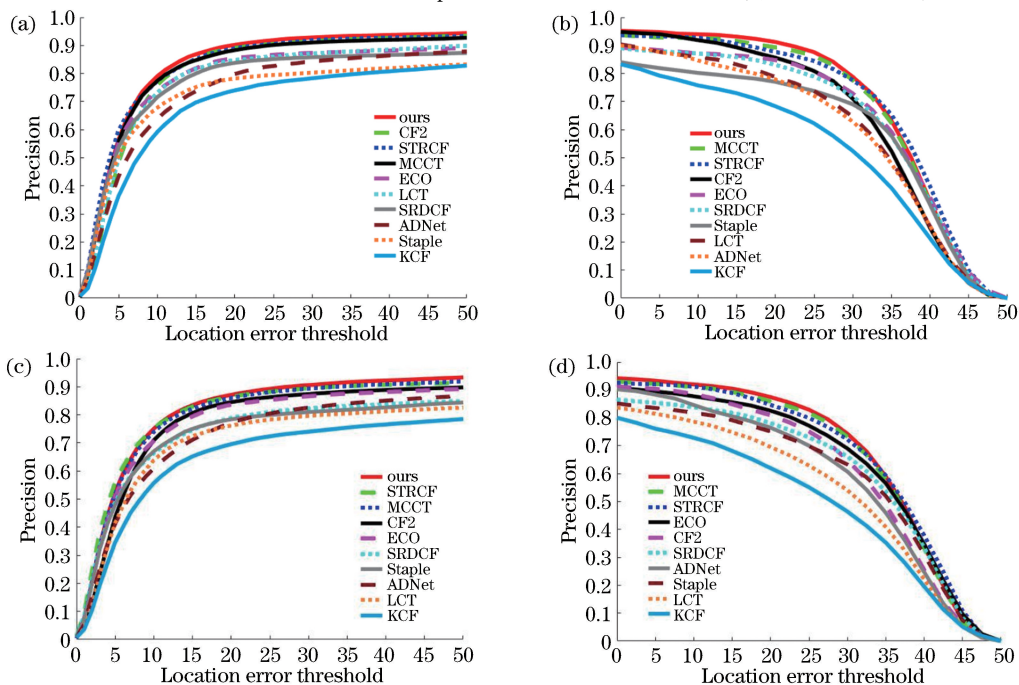 (a)
1.0
0.9
0.8
0.7
0.6
0.5
0.4
0.3
0.2
0.1
0
Precision
0 5 10 15 20 25 30 35 40 45 50
Location error threshold
ours
CF2
STRCF
MCCT
ECO
LCT
SRDCF
ADNet
Staple
KCF
(b)
1.0
0.9
0.8
0.7
0.6
0.5
0.4
0.3
0.2
0.1
0
Precision
0 5 10 15 20 25 30 35 40 45 50
Location error threshold
ours
MCCT
STRCF
CF2
ECO
SRDCF
Staple
LCT
ADNet
KCF
(c)
1.0
0.9
0.8
0.7
0.6
0.5
0.4
0.3
0.2
0.1
0
Precision
0 5 10 15 20 25 30 35 40 45 50
Location error threshold
ours
STRCF
MCCT
CF2
ECO
SRDCF
Staple
ADNet
LCT
KCF
(d)
1.0
0.9
0.8
0.7
0.6
0.5
0.4
0.3
0.2
0.1
0
Precision
0 5 10 15 20 25 30 35 40 45 50
Location error threshold
ours
MCCT
STRCF
ECO
CF2
SRDCF
ADNet
Staple
LCT
KCF